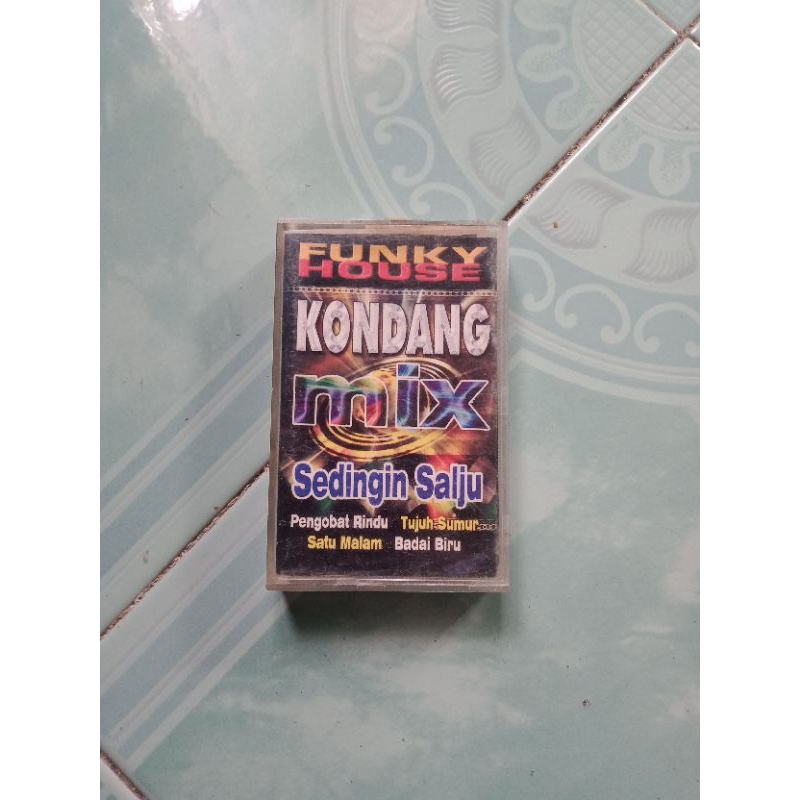 FUNKY
HOUSE
KONDANG
mix
Sedingin Salju
Pengobat Rindu Tujuh Sumur
Satu Malam Badai Biru